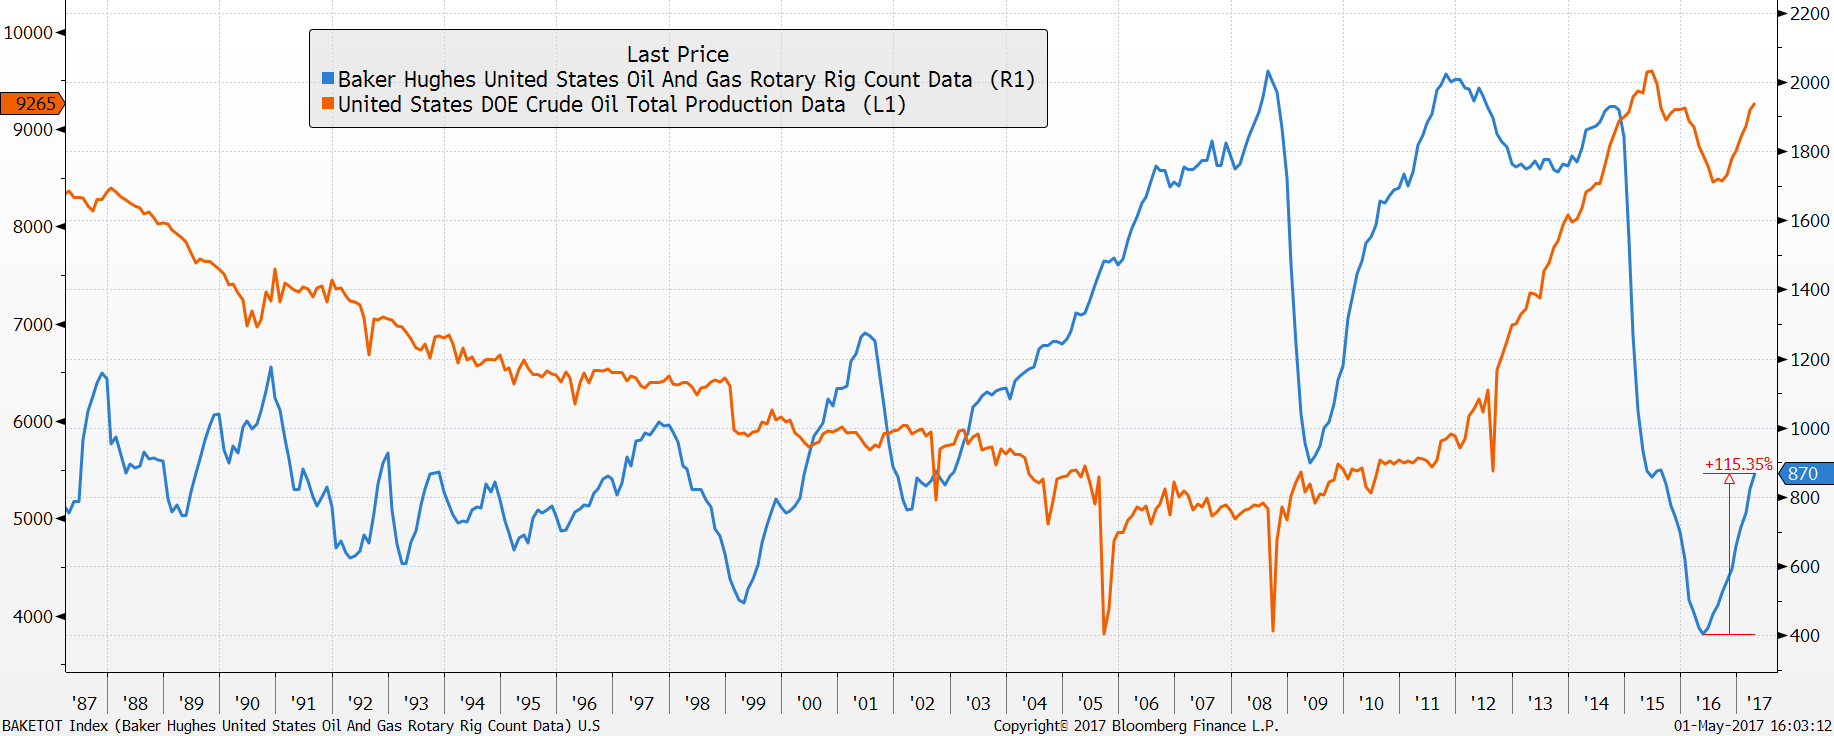 Last Price
Baker Hughes United States Oil And Gas Rotary Rig Count Data (R1)
United States DOE Crude Oil Total Production Data (L1)
10000
9265
9000
8000
7000
6000
5000
4000
2200
2000
1800
1600
1400
1200
1000
+115.35%
870
800
600
400
'87 '88 '89 '90 '91 '92 '93 '94 '95 '96 '97 '98 '99 '00 '01 '02 '03 '04 '05 '06 '07 '08 '09 '10 '11 '12 '13 '14 '15 '16 '17
BAKETOT Index (Baker Hughes United States Oil And Gas Rotary Rig Count Data) U.S
Copyright© 2017 Bloomberg Finance L.P.
01-May-2017 16:03:12